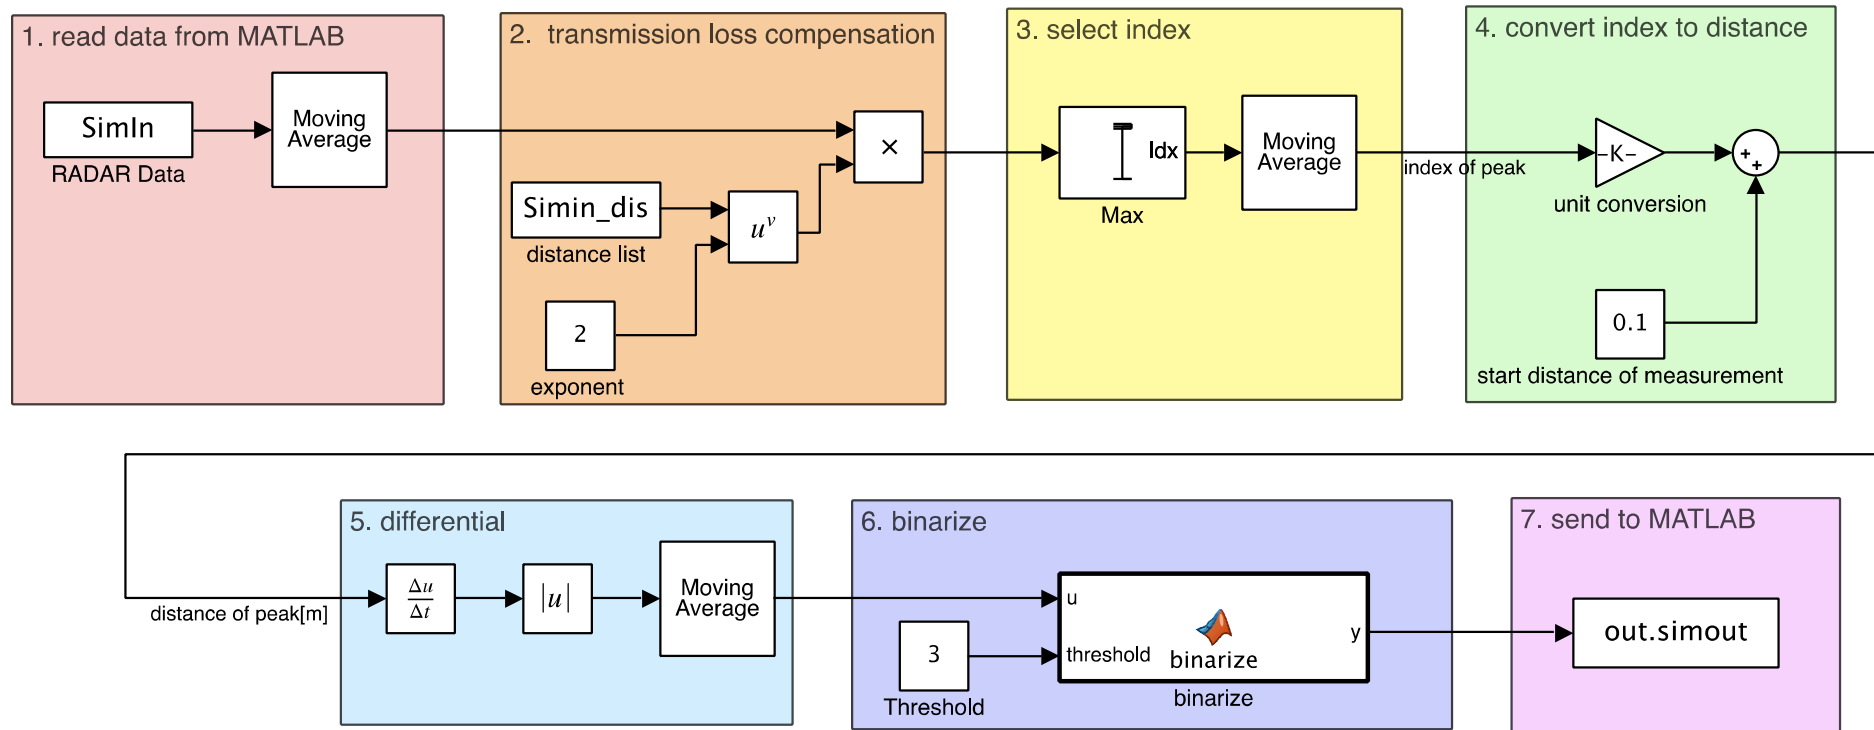 1. read data from MATLAB
SimIn
RADAR Data
Moving
Average
2.  transmission loss compensation
Simin_dis
distance list
2
exponent
uᵛ
×
3. select index
Idx
Max
Moving
Average
index of peak
4. convert index to distance
-K-
unit conversion
+
+
0.1
start distance of measurement
distance of peak[m]
5. differential
Δu
Δt
|u|
Moving
Average
6. binarize
3
Threshold
u
threshold
binarize
y
binarize
7. send to MATLAB
out.simout